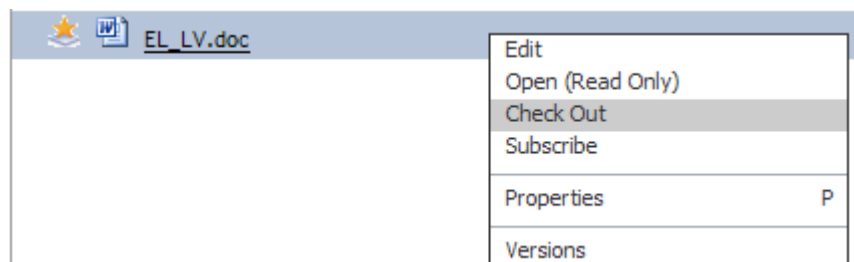 EL_LV.doc
Edit
Open (Read Only)
Check Out
Subscribe
Properties P
Versions